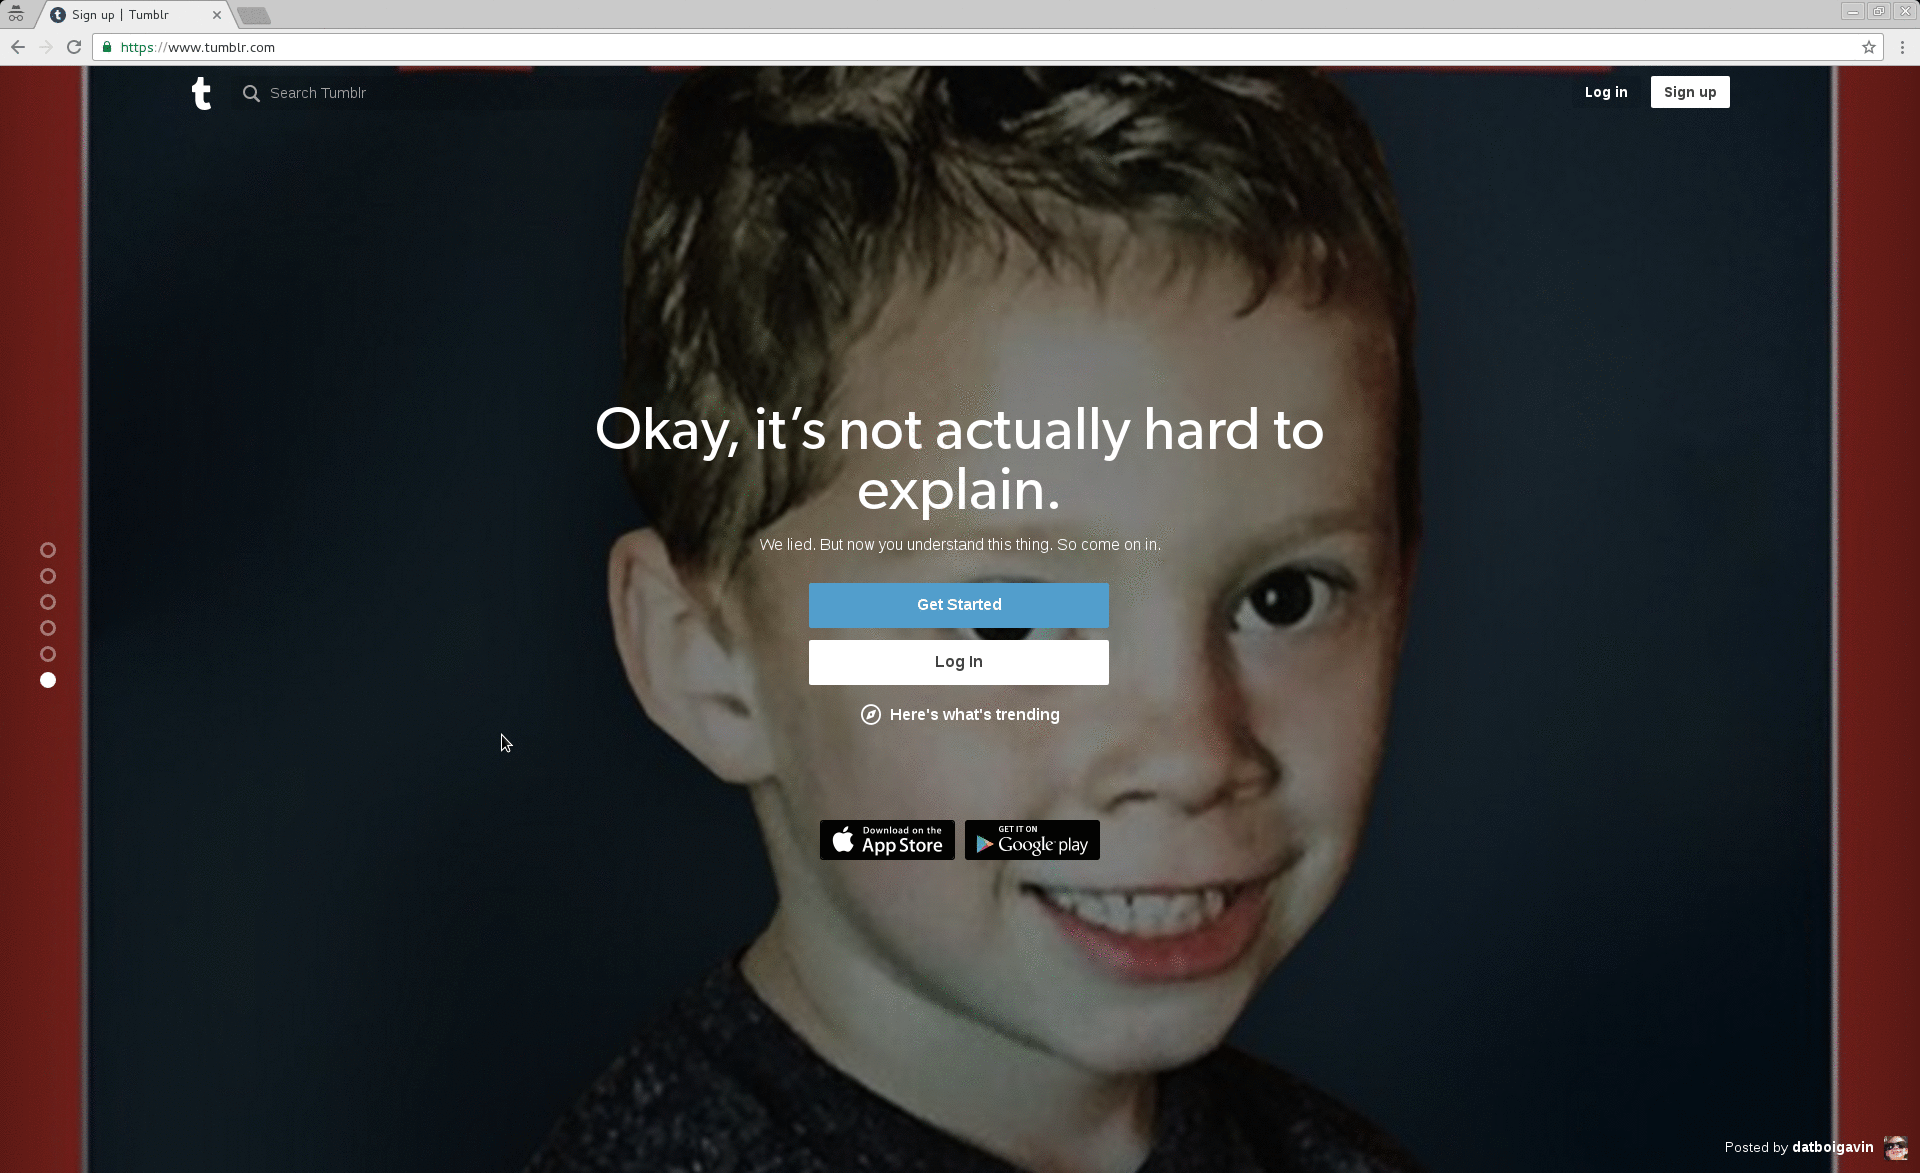 Sign up | Tumblr
https://www.tumblr.com
t
Search Tumblr
Log in
Sign up
Okay, it’s not actually hard to
explain.
We lied. But now you understand this thing. So come on in.
Get Started
Log In
Here's what's trending
Download on the
App Store
GET IT ON
Google play
Posted by datboigavin